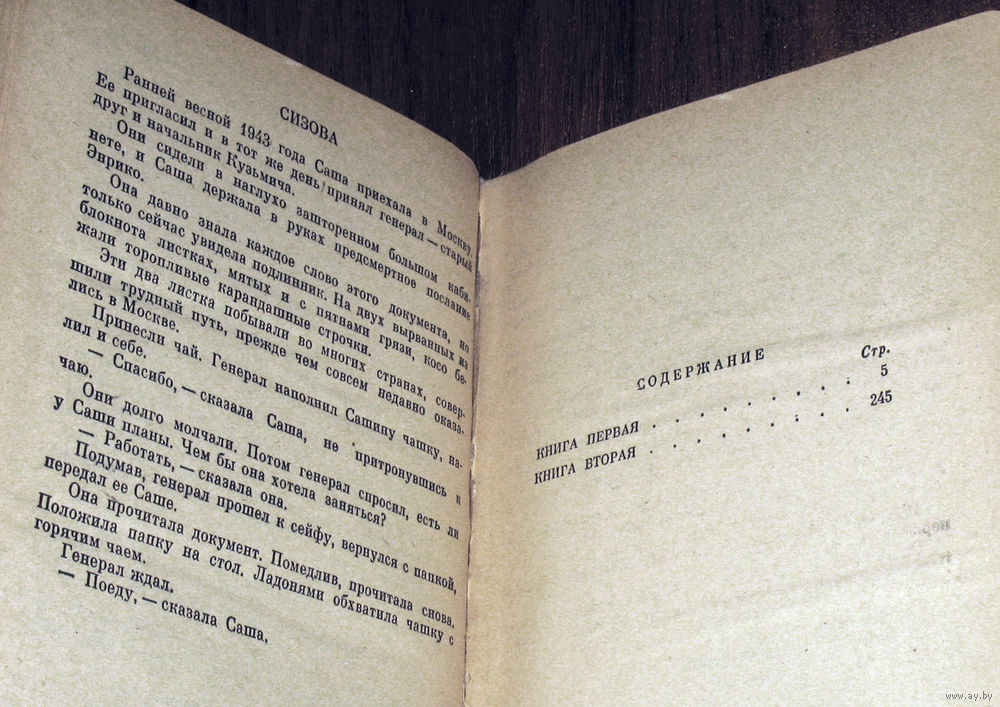 СИЗОВА
Ранней весной 1943 года Саша приехала в Москву.
Ее пригласил и в тот же день принял генерал — старый
друг и начальник Кузьмича.
Они сидели в наглухо зашторенном большом каби-
нете, и Саша держала в руках предсмертное послание
Энрико.
Она давно знала каждое слово этого документа, но
только сейчас увидела подлинник. На двух вырванных из
блокнота листках, мятых и с пятнами грязи, косо бе-
жали торопливые карандашные строчки.
Эти два листка побывали во многих странах, совер-
шили трудный путь, прежде чем совсем недавно оказа-
лись в Москве.
Принесли чай. Генерал наполнил Сашину чашку, на-
лил и себе.
— Спасибо, — сказала Саша, не притронувшись к
чаю.
Они долго молчали. Потом генерал спросил, есть ли
у Саши планы. Чем бы она хотела заняться?
— Работать, — сказала она.
Подумав, генерал прошел к сейфу, вернулся с папкой,
передал ее Саше.
Она прочитала документ. Помедлив, прочитала снова.
Положила папку на стол. Ладонями обхватила чашку с
горячим чаем.
Генерал ждал.
— Поеду, — сказала Саша.
СОДЕРЖАНИЕ
Стр.
КНИГА ПЕРВАЯ . . . . . . . 5
КНИГА ВТОРАЯ . . . . . . . 245
www.ay.by